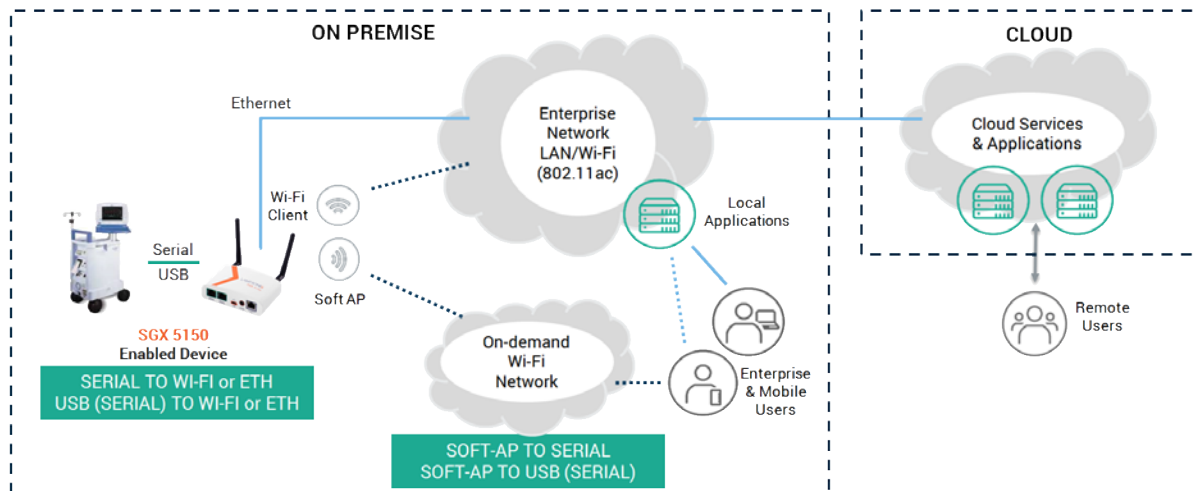 ON PREMISE
CLOUD
Ethernet
Enterprise
Network
LAN/Wi-Fi
(802.11ac)
Cloud Services
& Applications
Wi-Fi
Client
Local
Applications
Serial
USB
Soft AP
Remote
Users
SGX 5150
Enabled Device
On-demand
Wi-Fi
Network
Enterprise
& Mobile
Users
SERIAL TO WI-FI or ETH
USB (SERIAL) TO WI-FI or ETH
SOFT-AP TO SERIAL
SOFT-AP TO USB (SERIAL)